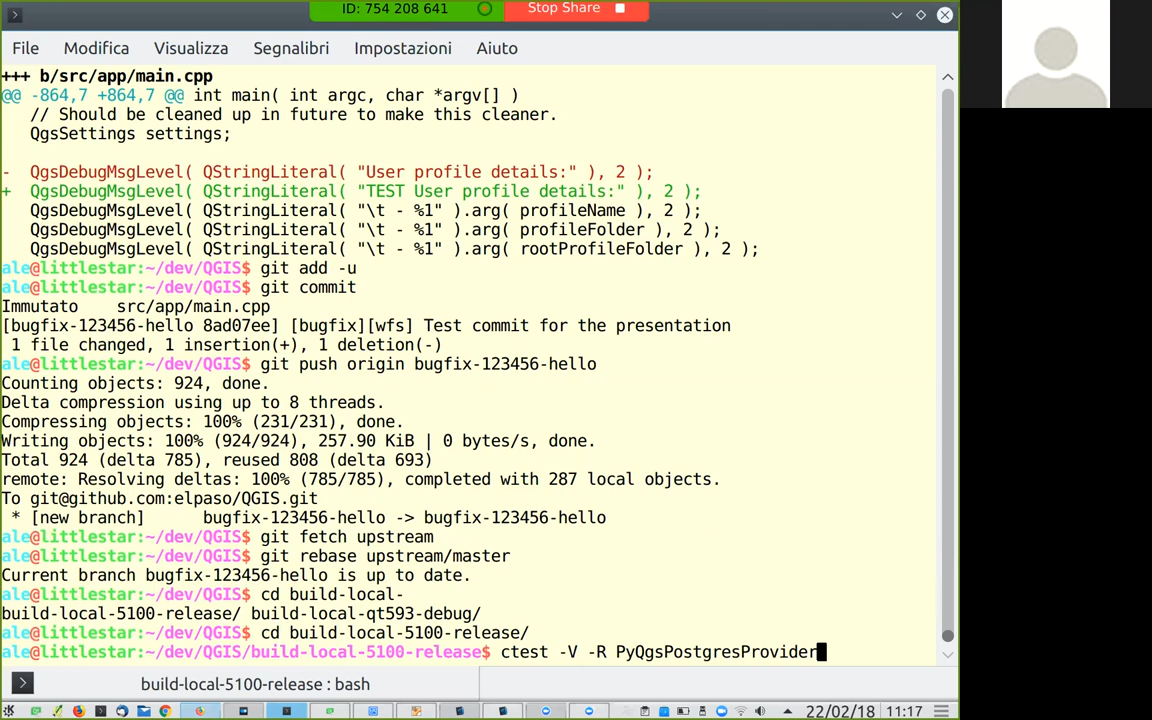 ID: 754 208 641
Stop Share
File Modifica Visualizza Segnalibri Impostazioni Aiuto
+++ b/src/app/main.cpp
@@ -864,7 +864,7 @@ int main( int argc, char *argv[] )
   // Should be cleaned up in future to make this cleaner.
   QgsSettings settings;
-  QgsDebugMsgLevel( QStringLiteral( "User profile details:" ), 2 );
+  QgsDebugMsgLevel( QStringLiteral( "TEST User profile details:" ), 2 );
   QgsDebugMsgLevel( QStringLiteral( "\t - %1" ).arg( profileName ), 2 );
   QgsDebugMsgLevel( QStringLiteral( "\t - %1" ).arg( profileFolder ), 2 );
   QgsDebugMsgLevel( QStringLiteral( "\t - %1" ).arg( rootProfileFolder ), 2 );
ale@littlestar:~/dev/QGIS$ git add -u
ale@littlestar:~/dev/QGIS$ git commit
Immutato    src/app/main.cpp
[bugfix-123456-hello 8ad07ee] [bugfix][wfs] Test commit for the presentation
 1 file changed, 1 insertion(+), 1 deletion(-)
ale@littlestar:~/dev/QGIS$ git push origin bugfix-123456-hello
Counting objects: 924, done.
Delta compression using up to 8 threads.
Compressing objects: 100% (231/231), done.
Writing objects: 100% (924/924), 257.90 KiB | 0 bytes/s, done.
Total 924 (delta 785), reused 808 (delta 693)
remote: Resolving deltas: 100% (785/785), completed with 287 local objects.
To git@github.com:elpaso/QGIS.git
 * [new branch]      bugfix-123456-hello -> bugfix-123456-hello
ale@littlestar:~/dev/QGIS$ git fetch upstream
ale@littlestar:~/dev/QGIS$ git rebase upstream/master
Current branch bugfix-123456-hello is up to date.
ale@littlestar:~/dev/QGIS$ cd build-local-
build-local-5100-release/ build-local-qt593-debug/
ale@littlestar:~/dev/QGIS$ cd build-local-5100-release/
ale@littlestar:~/dev/QGIS/build-local-5100-release$ ctest -V -R PyQgsPostgresProvider
build-local-5100-release : bash
22/02/18 11:17